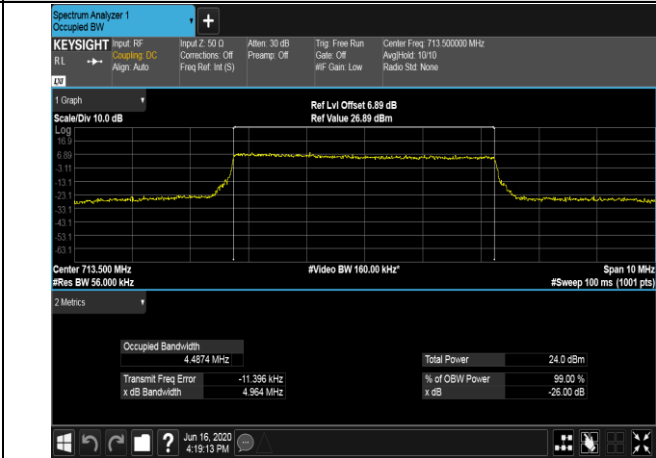 Spectrum Analyzer 1
Occupied BW
KEYSIGHT
RL
LXI
Input: RF
Coupling: DC
Align: Auto
Input Z: 50 Ω
Corrections: Off
Freq Ref: Int (S)
Atten: 30 dB
Preamp: Off
Trig: Free Run
Gate: Off
#IF Gain: Low
Center Freq: 713.500000 MHz
Avg|Hold: 10/10
Radio Std: None
1 Graph
Scale/Div 10.0 dB
Ref Lvl Offset 6.89 dB
Ref Value 26.89 dBm
Log
16.9
6.89
-3.11
-13.1
-23.1
-33.1
-43.1
-53.1
-63.1
Center 713.500 MHz
#Res BW 56.000 kHz
#Video BW 160.00 kHz*
Span 10 MHz
#Sweep 100 ms (1001 pts)
2 Metrics
Occupied Bandwidth
4.4874 MHz
Transmit Freq Error -11.396 kHz
x dB Bandwidth 4.964 MHz
Total Power 24.0 dBm
% of OBW Power 99.00 %
x dB -26.00 dB
Jun 16, 2020
4:19:13 PM